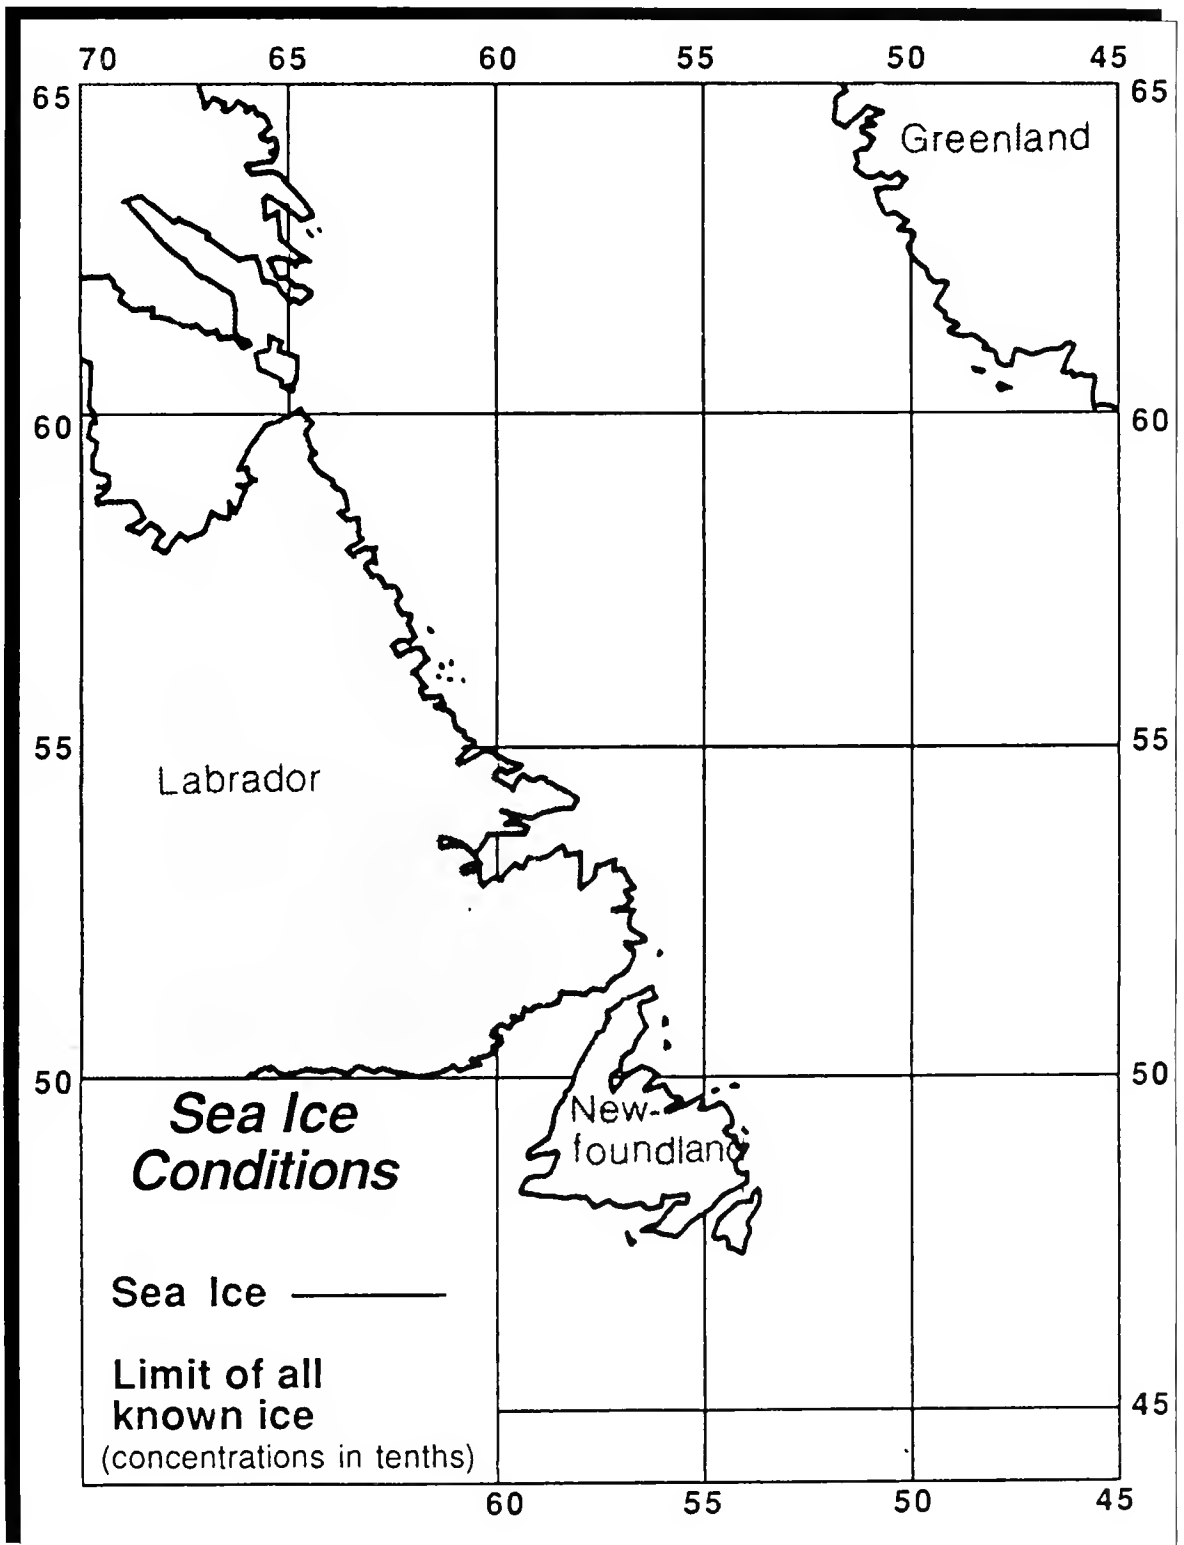 70 65 60 55 50 45
65 65
Greenland
60 60
55 55
Labrador
50 50
Sea Ice
Conditions
New-
foundland
Sea Ice
Limit of all
known ice
(concentrations in tenths)
45
60 55 50 45